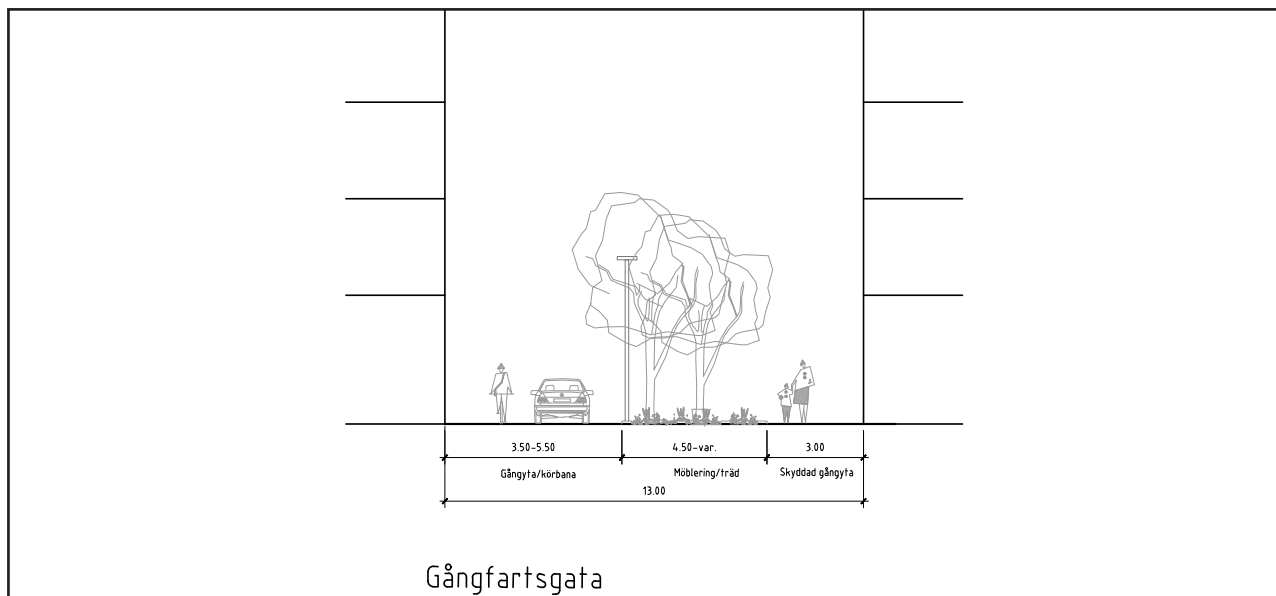 3.50-5.50 4.50-var. 3.00
Gångyta/körbana Möblering/träd Skyddad gångyta
13.00
Gångfartsgata